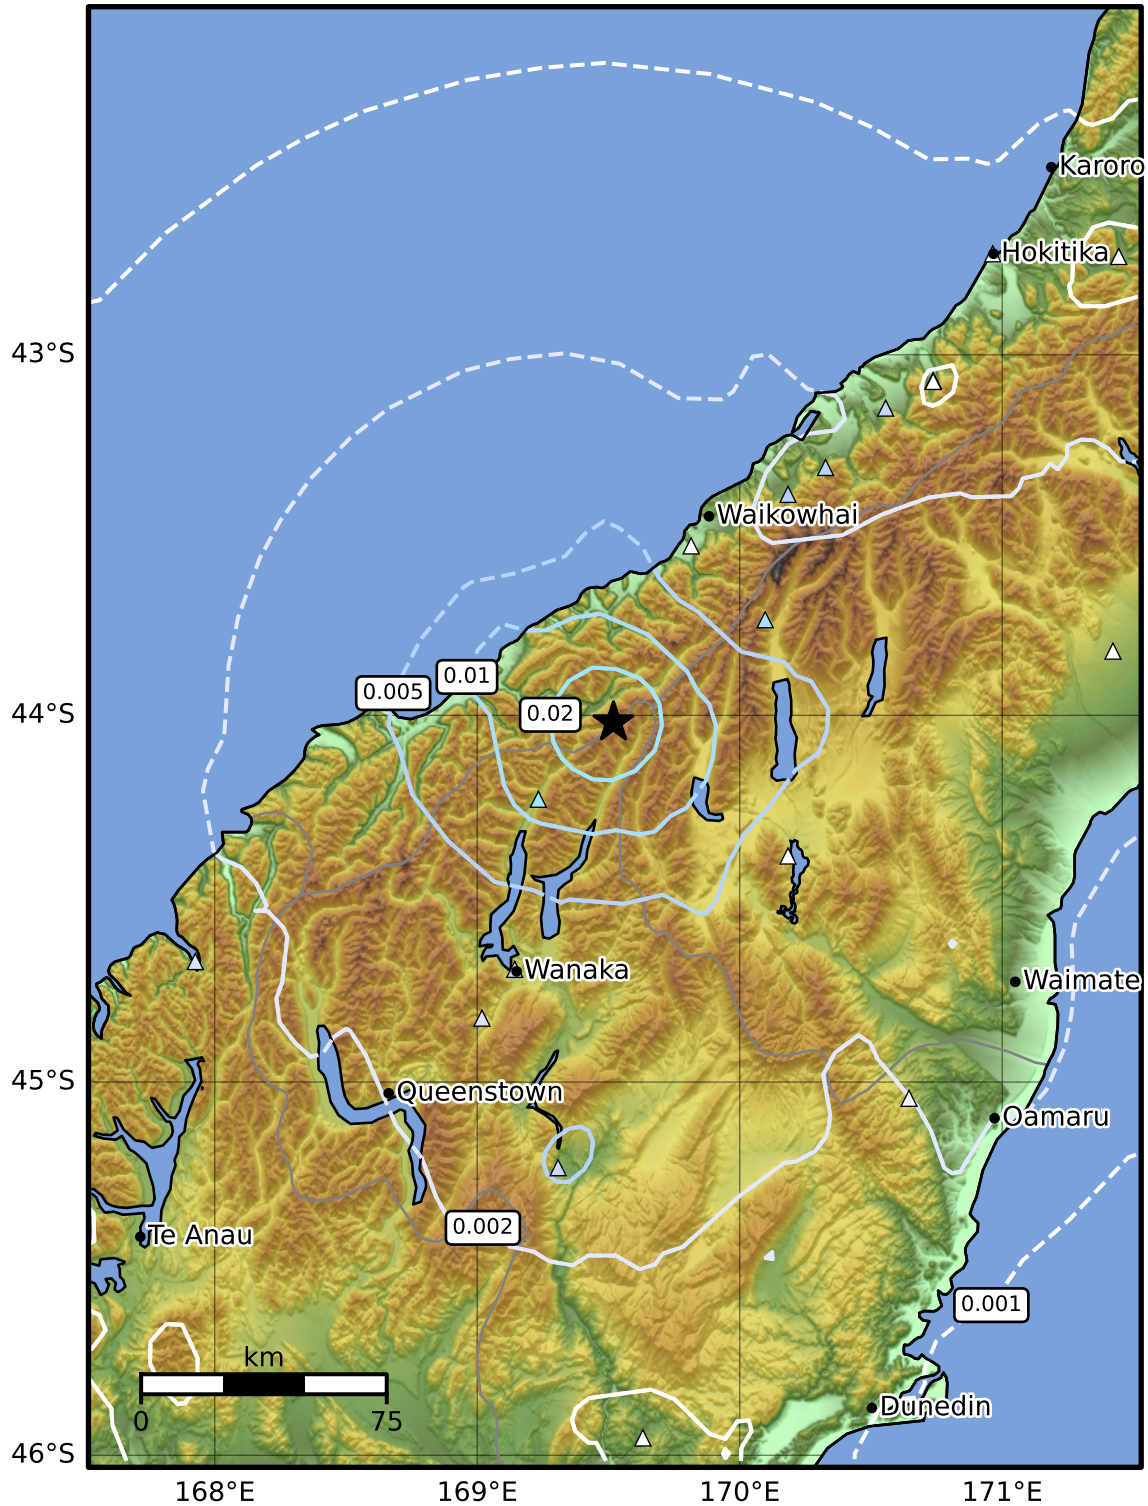 Karoro
Hokitika
43°S
Waikowhai
0.01
0.005
0.02
44°S
Wanaka
Waimate
45°S
Queenstown
Oamaru
0.002
Te Anau
0.001
km
0 75
Dunedin
46°S
168°E 169°E 170°E 171°E